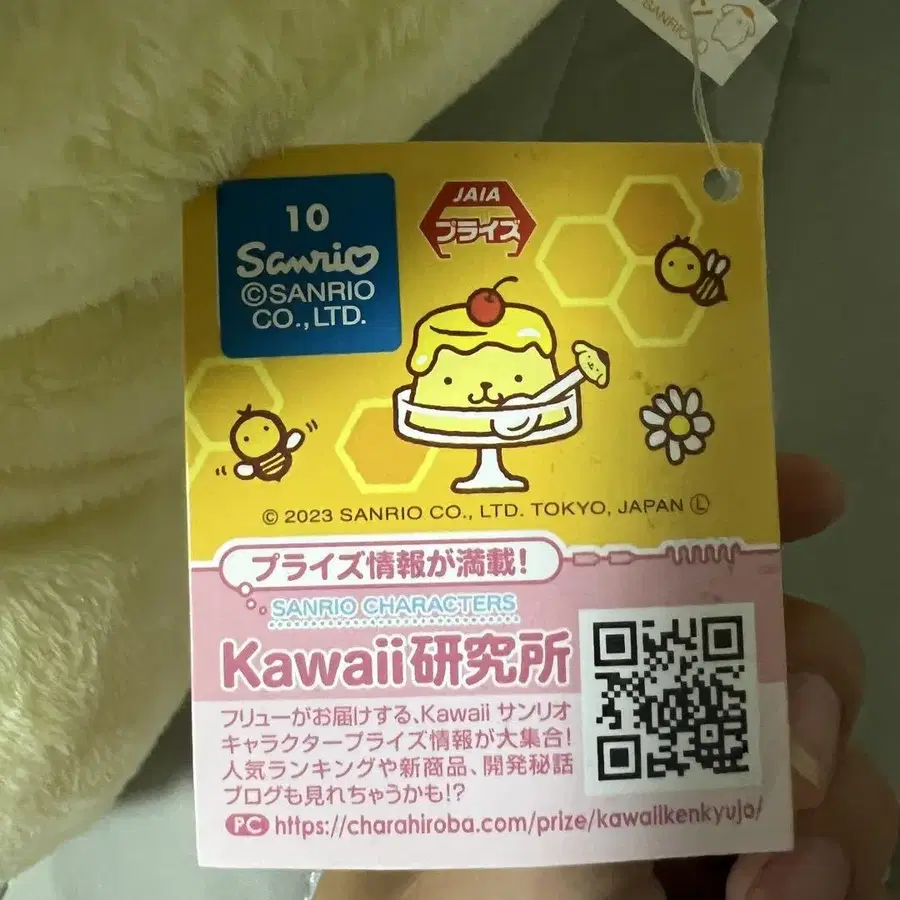 SANRIO
10
Sanrio
©SANRIO
CO.,LTD.
JAIA
プライズ
© 2023 SANRIO CO., LTD. TOKYO, JAPAN Ⓛ
プライズ情報が満載!
SANRIO CHARACTERS
Kawaii研究所
フリューがお届けする、Kawaii サンリオ
キャラクタープライズ情報が大集合!
人気ランキングや新商品、開発秘話
ブログも見れちゃうかも!?
PC https://charahiroba.com/prize/kawaiikenkyujo/